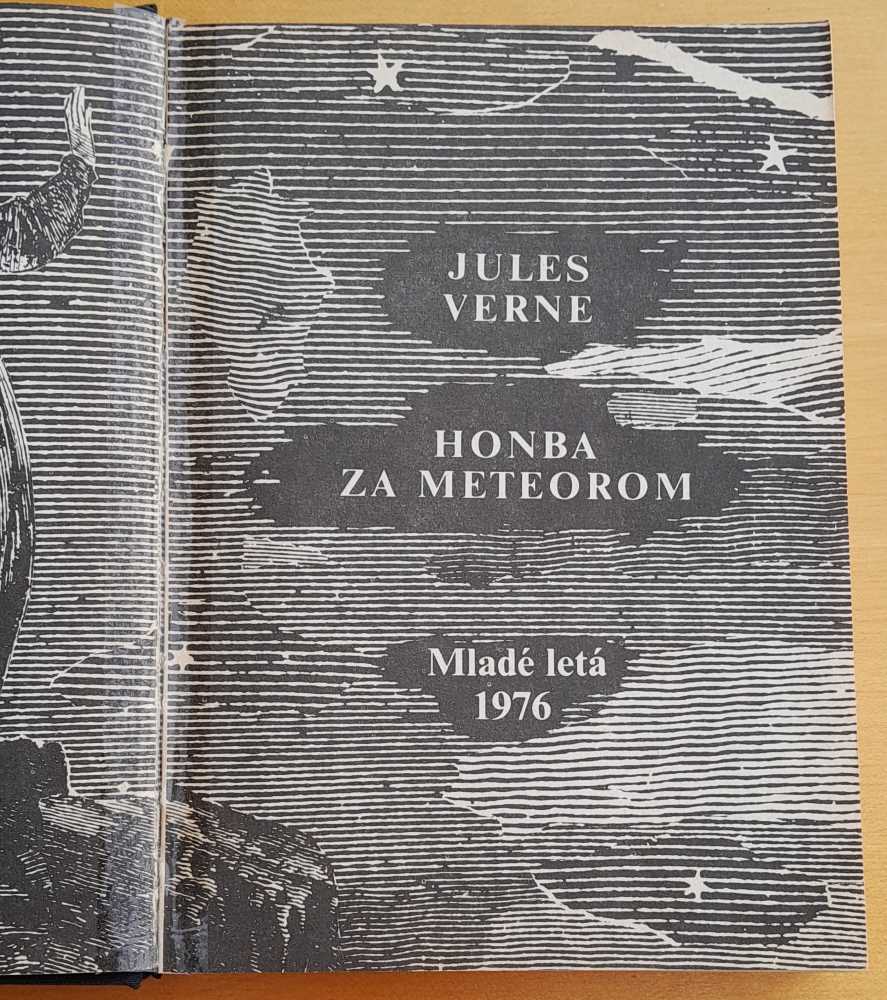 JULES
VERNE
HONBA
ZA METEOROM
Mladé letá
1976